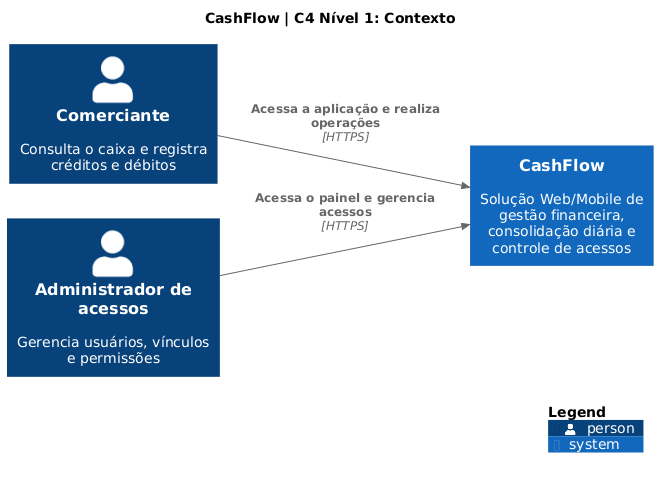 CashFlow | C4 Nível 1: Contexto
Comerciante
Consulta o caixa e registra
créditos e débitos
Acessa a aplicação e realiza
operações
[HTTPS]
CashFlow
Solução Web/Mobile de
gestão financeira,
consolidação diária e
controle de acessos
Acessa o painel e gerencia
acessos
[HTTPS]
Administrador de
acessos
Gerencia usuários, vínculos
e permissões
Legend
person
system